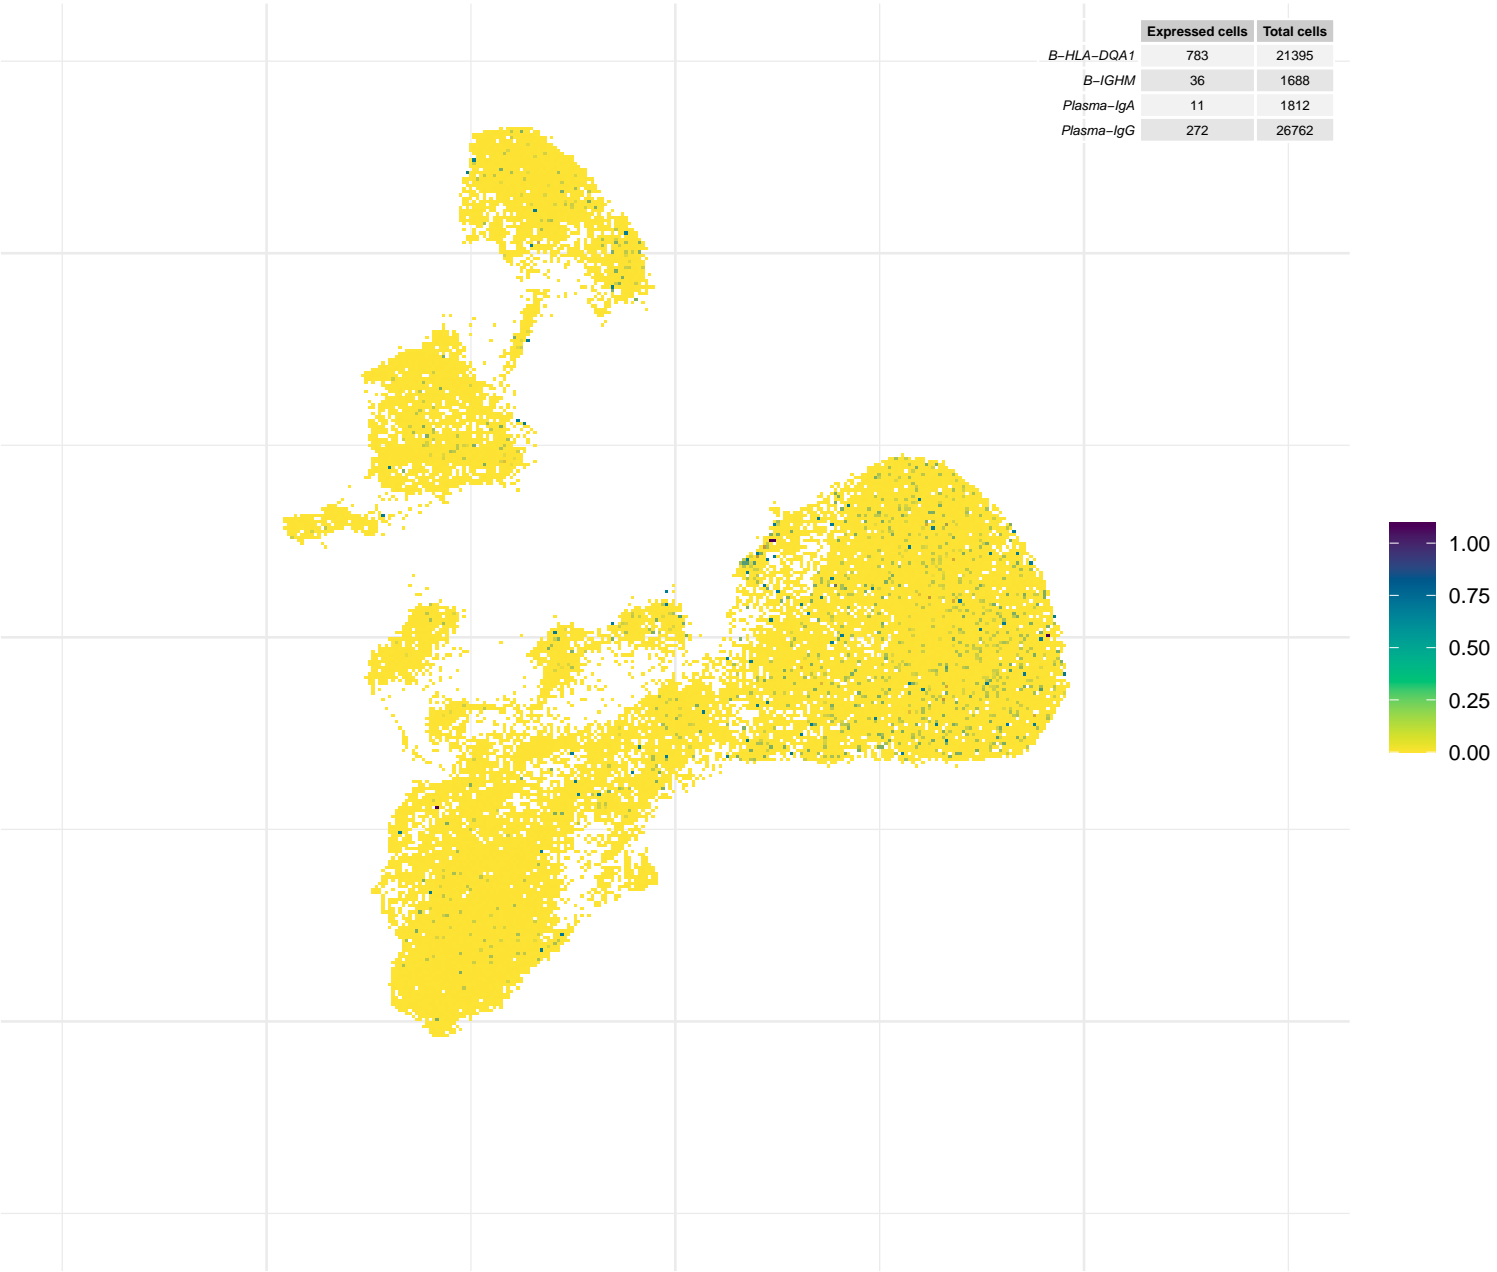 Expressed cells Total cells
B−HLA−DQA1 783 21395
B−IGHM 36 1688
Plasma−IgA 11 1812
Plasma−IgG 272 26762
1.00
0.75
0.50
0.25
0.00